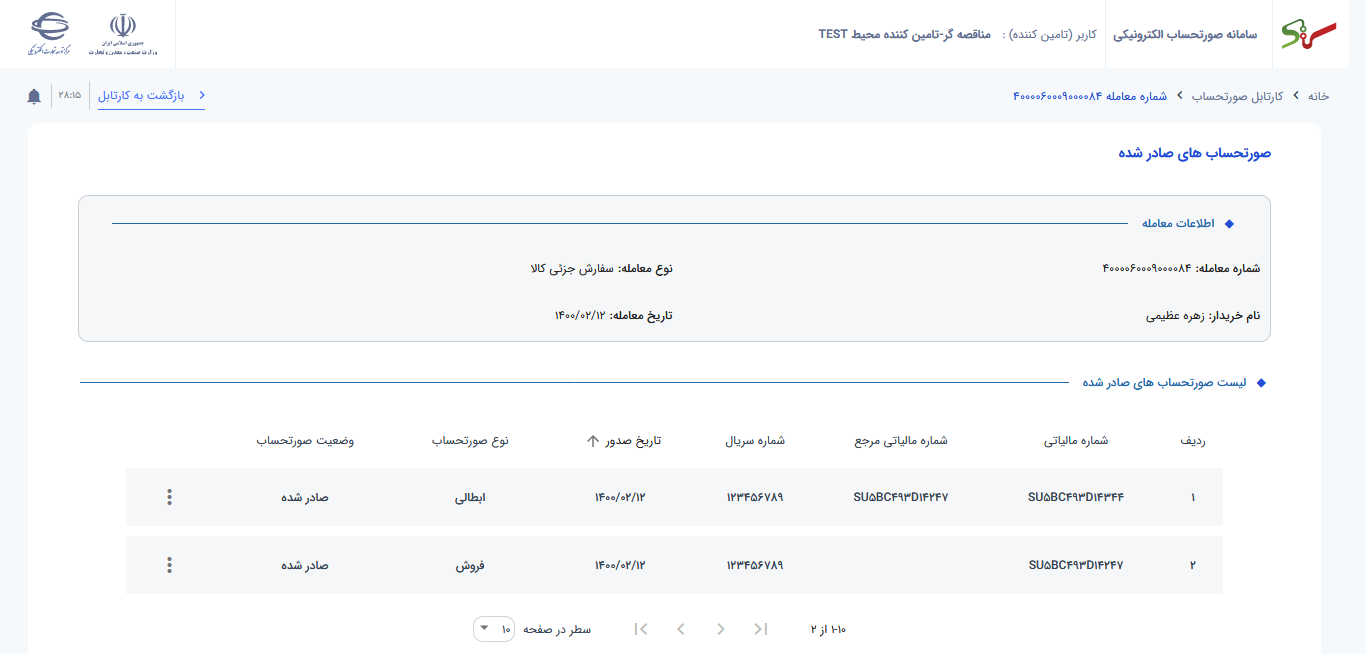 سامانه صورتحساب الکترونیکی
کاربر (تامین کننده) : مناقصه گر-تامین کننده محیط TEST
جمهوری اسلامی ایران
وزارت صنعت، معدن و تجارت
مرکز توسعه تجارت الکترونیکی
خانه > کارتابل صورتحساب > شماره معامله ۴۰۰۰۰۶۰۰۰۹۰۰۰۰۸۴
بازگشت به کارتابل
۲۸:۱۵
صورتحساب های صادر شده
اطلاعات معامله
شماره معامله: ۴۰۰۰۰۶۰۰۰۹۰۰۰۰۸۴ نوع معامله: سفارش جزئی کالا
نام خریدار: زهره عظیمی تاریخ معامله: ۱۴۰۰/۰۲/۱۲
لیست صورتحساب های صادر شده
ردیف شماره مالیاتی شماره مالیاتی مرجع شماره سریال تاریخ صدور نوع صورتحساب وضعیت صورتحساب
۱ SU۵BC۴۹۳D۱۴۳۴۴ SU۵BC۴۹۳D۱۴۲۴۷ ۱۲۳۴۵۶۷۸۹ ۱۴۰۰/۰۲/۱۲ ابطالی صادر شده
۲ SU۵BC۴۹۳D۱۴۲۴۷ ۱۲۳۴۵۶۷۸۹ ۱۴۰۰/۰۲/۱۲ فروش صادر شده
۱-۱۰ از ۲ سطر در صفحه ۱۰